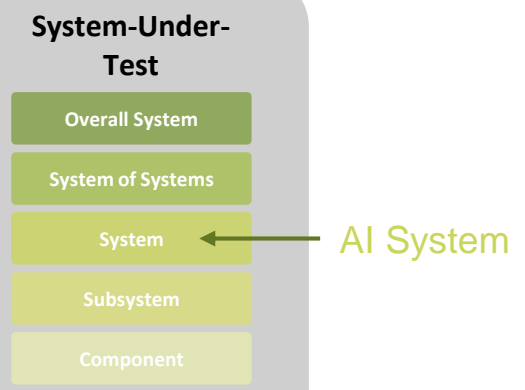 System-Under-
Test
Overall System
System of Systems
System
AI System
Subsystem
Component